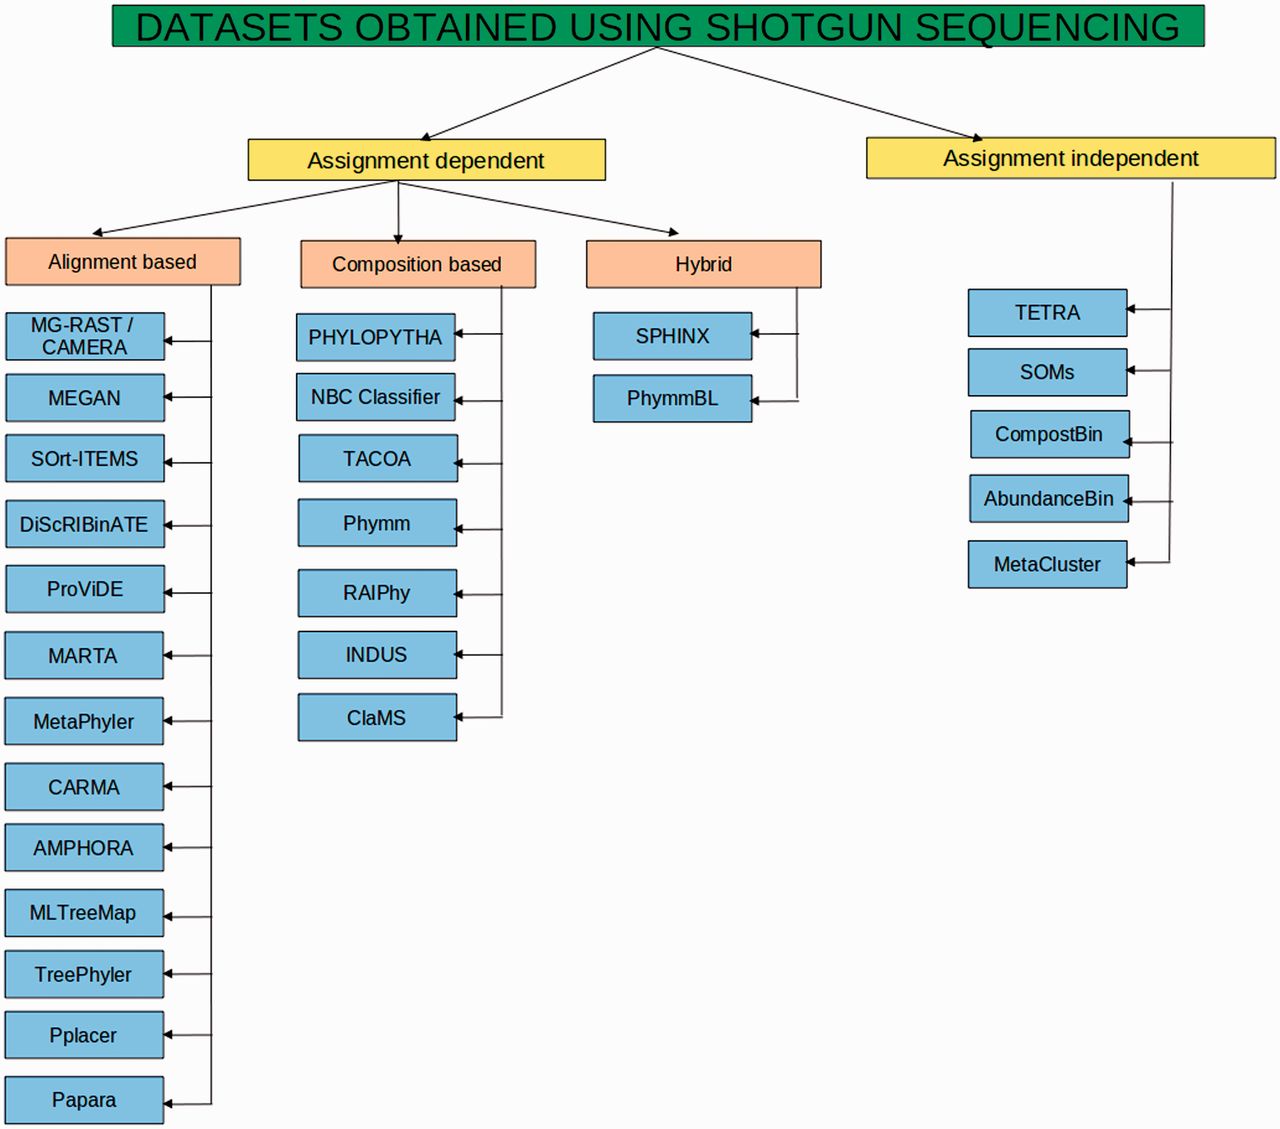 DATASETS OBTAINED USING SHOTGUN SEQUENCING
Assignment dependent
Assignment independent
Alignment based
Composition based
Hybrid
MG-RAST /
CAMERA
MEGAN
SOrt-ITEMS
DiScRIBinATE
ProViDE
MARTA
MetaPhyler
CARMA
AMPHORA
MLTreeMap
TreePhyler
Pplacer
Papara
PHYLOPYTHA
NBC Classifier
TACOA
Phymm
RAIPhy
INDUS
ClaMS
SPHINX
PhymmBL
TETRA
SOMs
CompostBin
AbundanceBin
MetaCluster